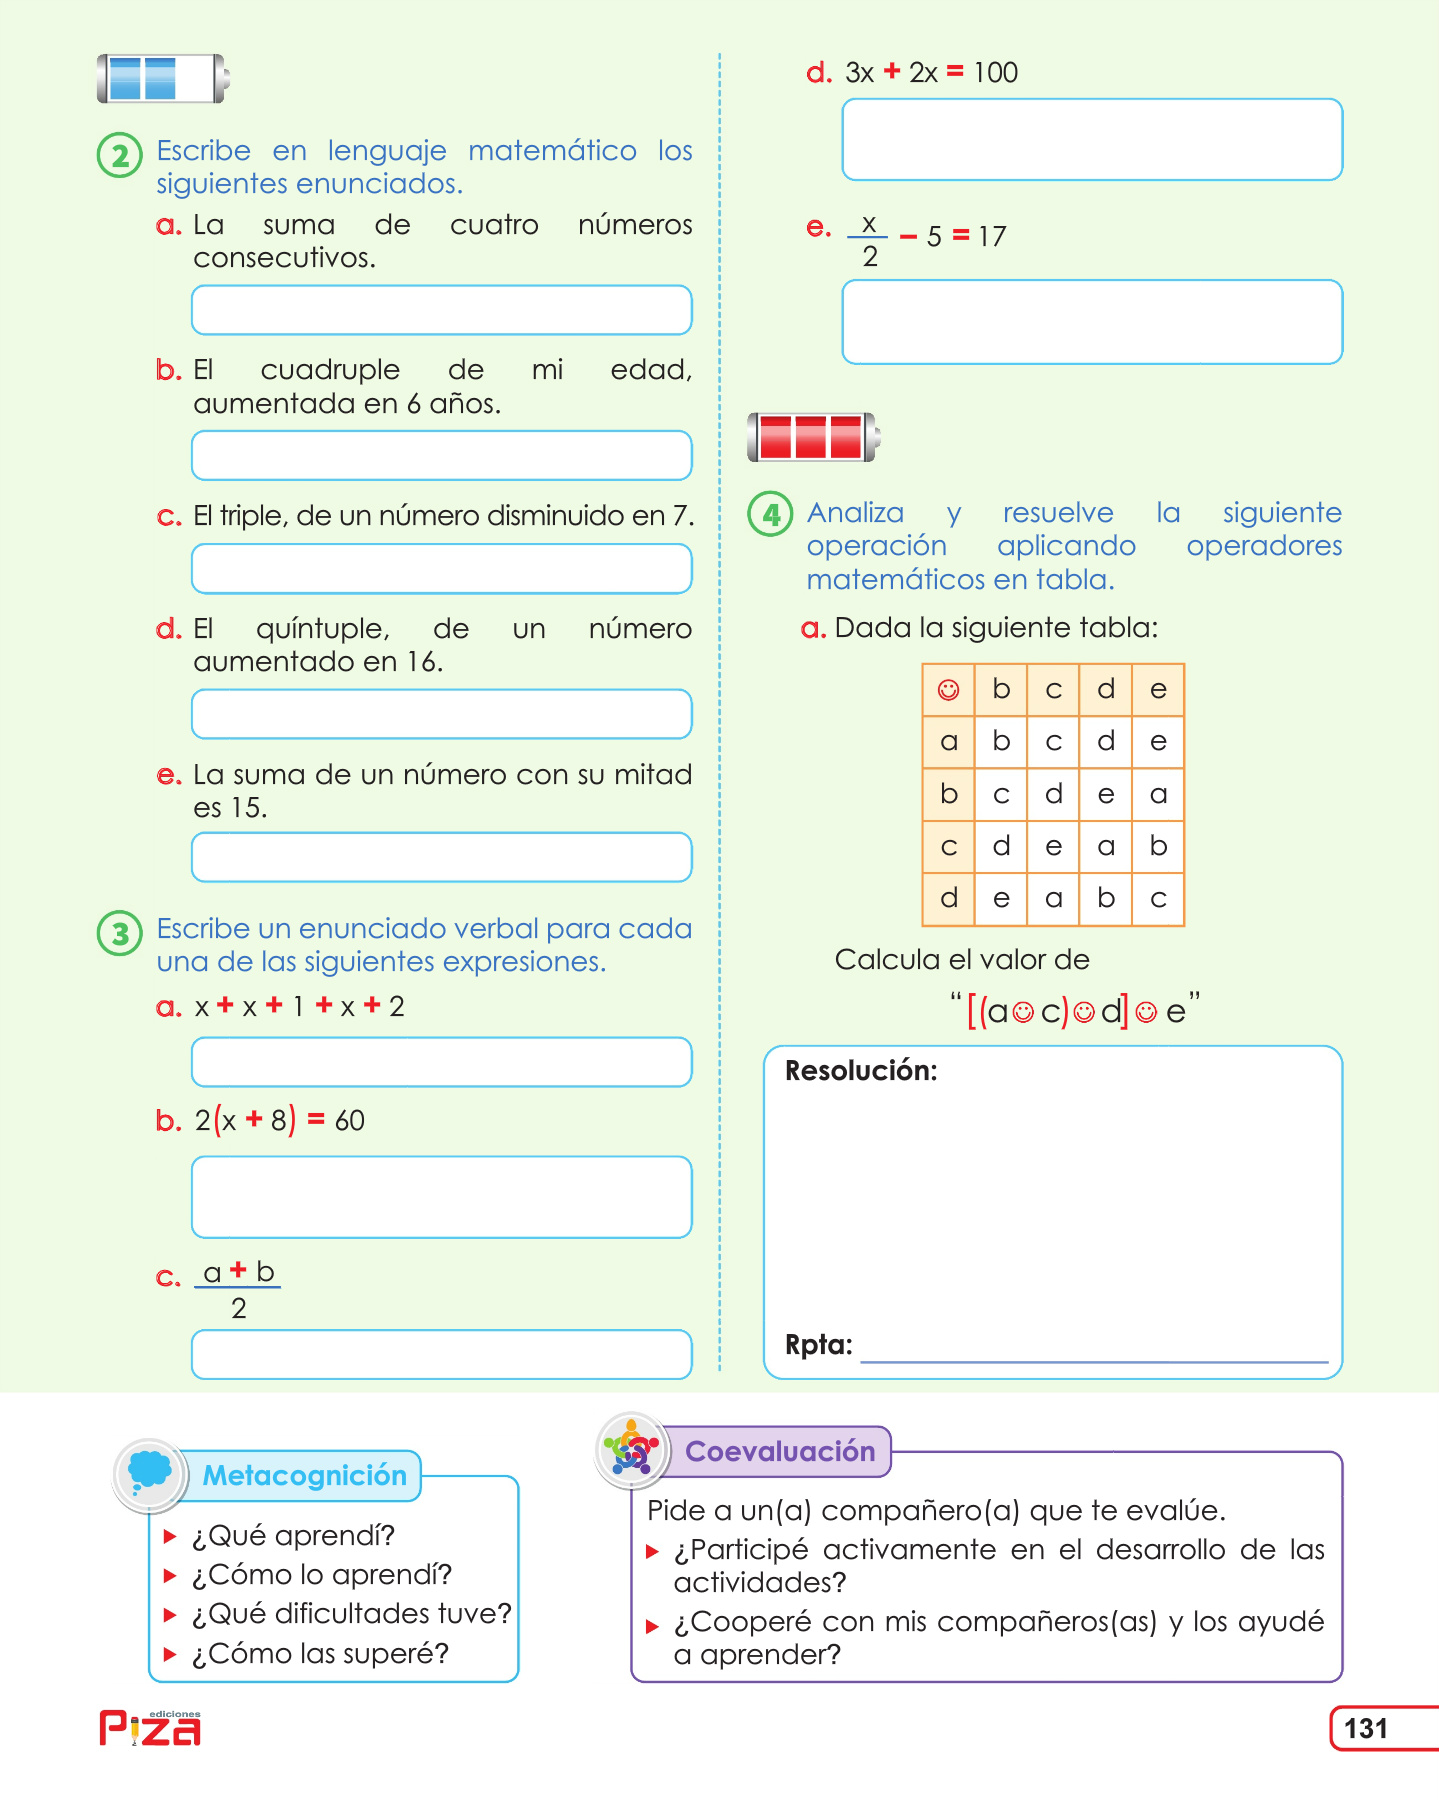 2 Escribe en lenguaje matemático los
siguientes enunciados.
a. La suma de cuatro números
consecutivos.
b. El cuadruple de mi edad,
aumentada en 6 años.
c. El triple, de un número disminuido en 7.
d. El quíntuple, de un número
aumentado en 16.
e. La suma de un número con su mitad
es 15.
3 Escribe un enunciado verbal para cada
una de las siguientes expresiones.
a. x + x + 1 + x + 2
b. 2(x + 8) = 60
c. a + b
2
d. 3x + 2x = 100
e. x
2 – 5 = 17
4 Analiza y resuelve la siguiente
operación aplicando operadores
matemáticos en tabla.
a. Dada la siguiente tabla:
☺ b c d e
a b c d e
b c d e a
c d e a b
d e a b c
Calcula el valor de
“[(a☺c)☺d]☺e”
Resolución:
Rpta:
Metacognición
¿Qué aprendí?
¿Cómo lo aprendí?
¿Qué dificultades tuve?
¿Cómo las superé?
Coevaluación
Pide a un(a) compañero(a) que te evalúe.
¿Participé activamente en el desarrollo de las
actividades?
¿Cooperé con mis compañeros(as) y los ayudé
a aprender?
ediciones
Piza
131